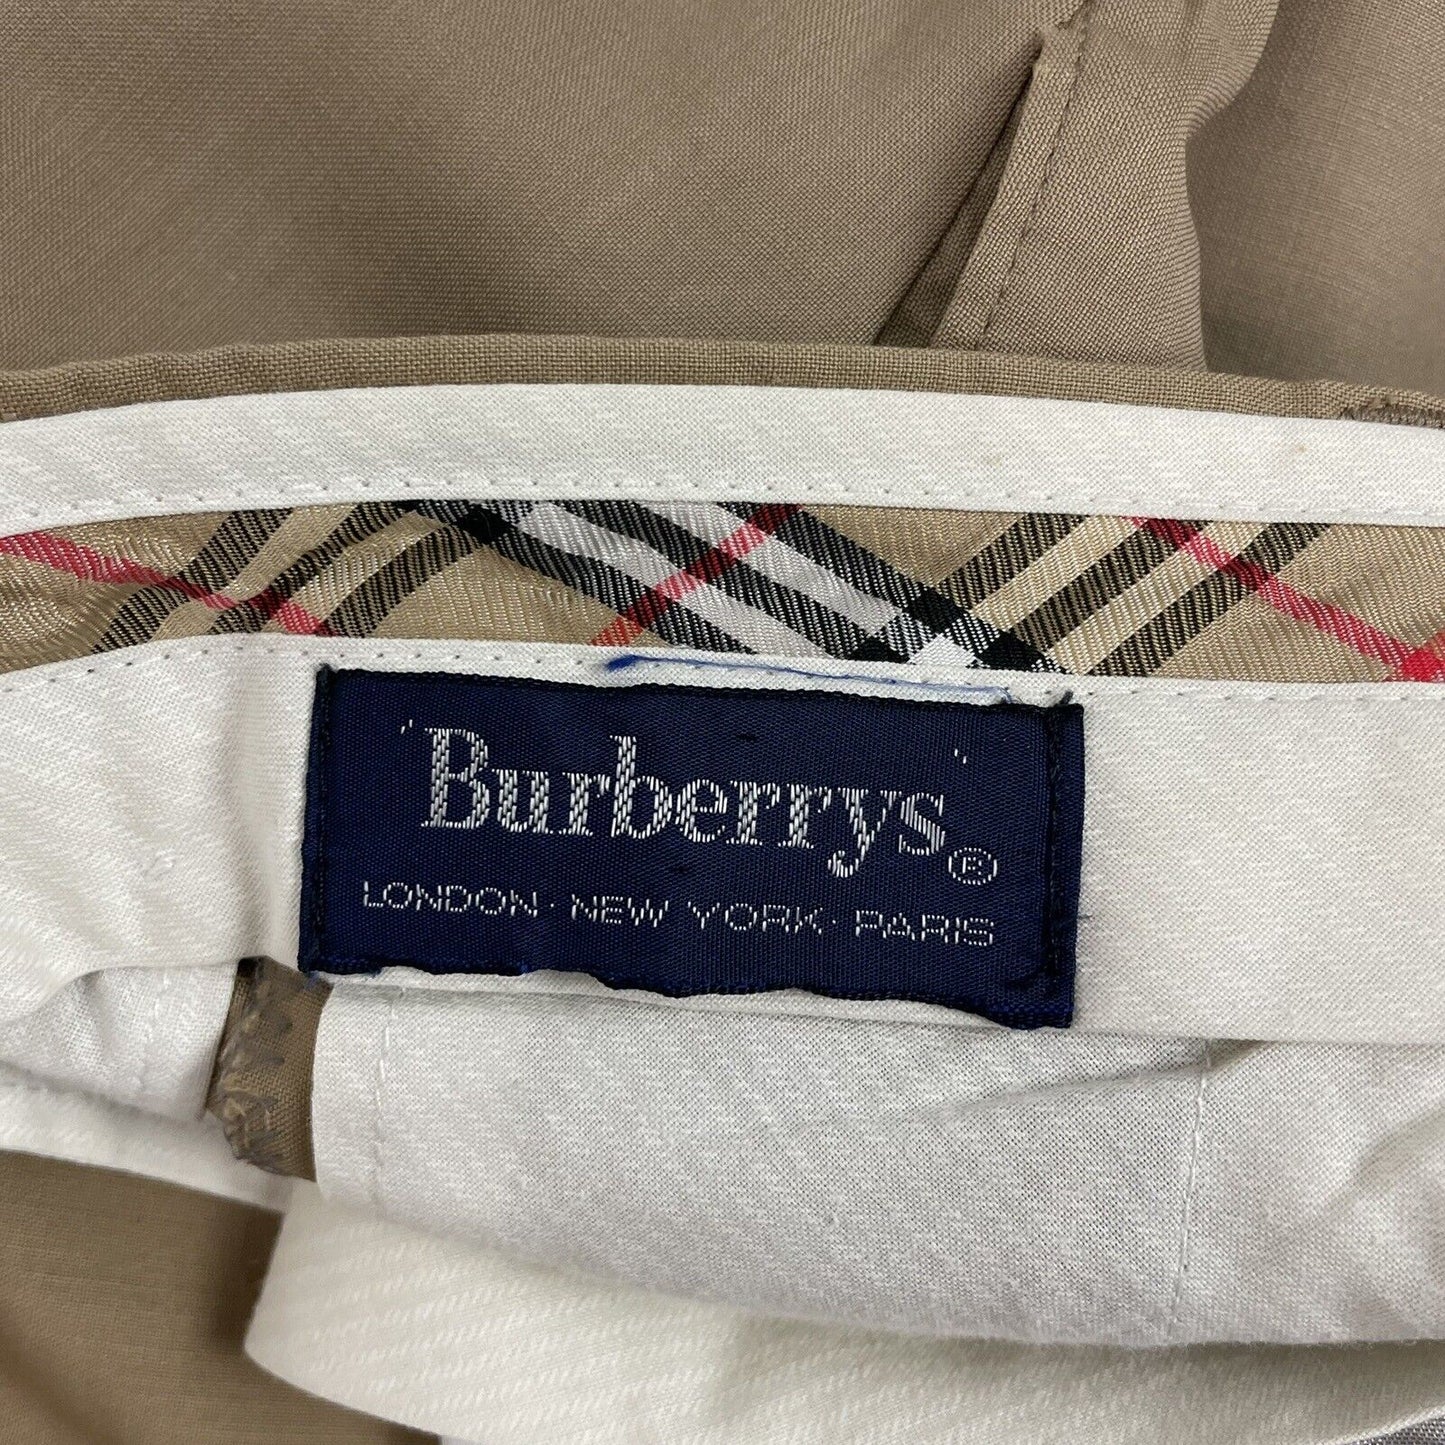 'Burberrys'®
LONDON · NEW YORK · PARIS